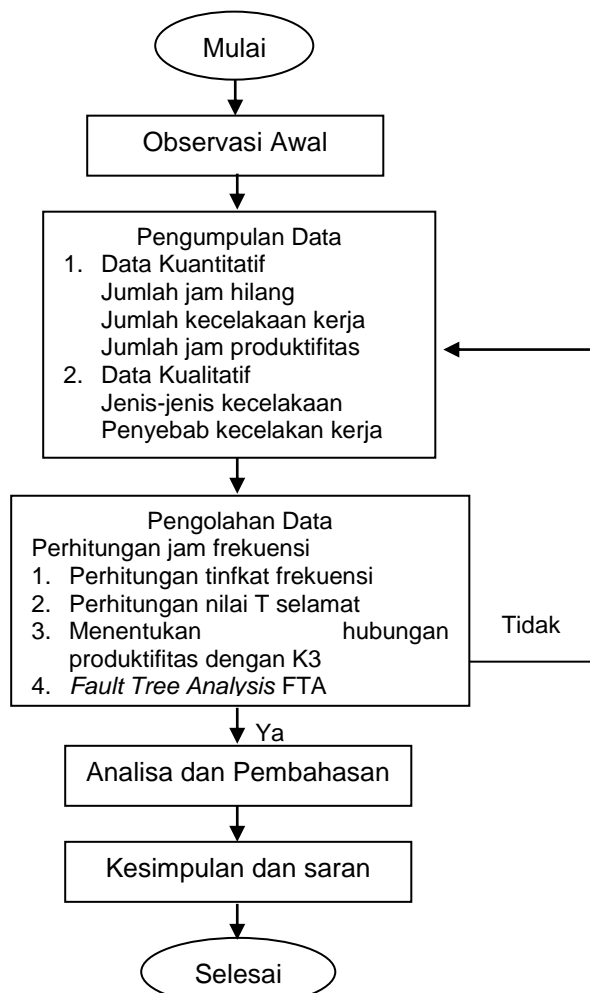 Mulai
Observasi Awal
Pengumpulan Data
1. Data Kuantitatif
Jumlah jam hilang
Jumlah kecelakaan kerja
Jumlah jam produktifitas
2. Data Kualitatif
Jenis-jenis kecelakaan
Penyebab kecelakan kerja
Pengolahan Data
Perhitungan jam frekuensi
1. Perhitungan tinfkat frekuensi
2. Perhitungan nilai T selamat
3. Menentukan hubungan
produktifitas dengan K3
4. Fault Tree Analysis FTA
Tidak
Ya
Analisa dan Pembahasan
Kesimpulan dan saran
Selesai